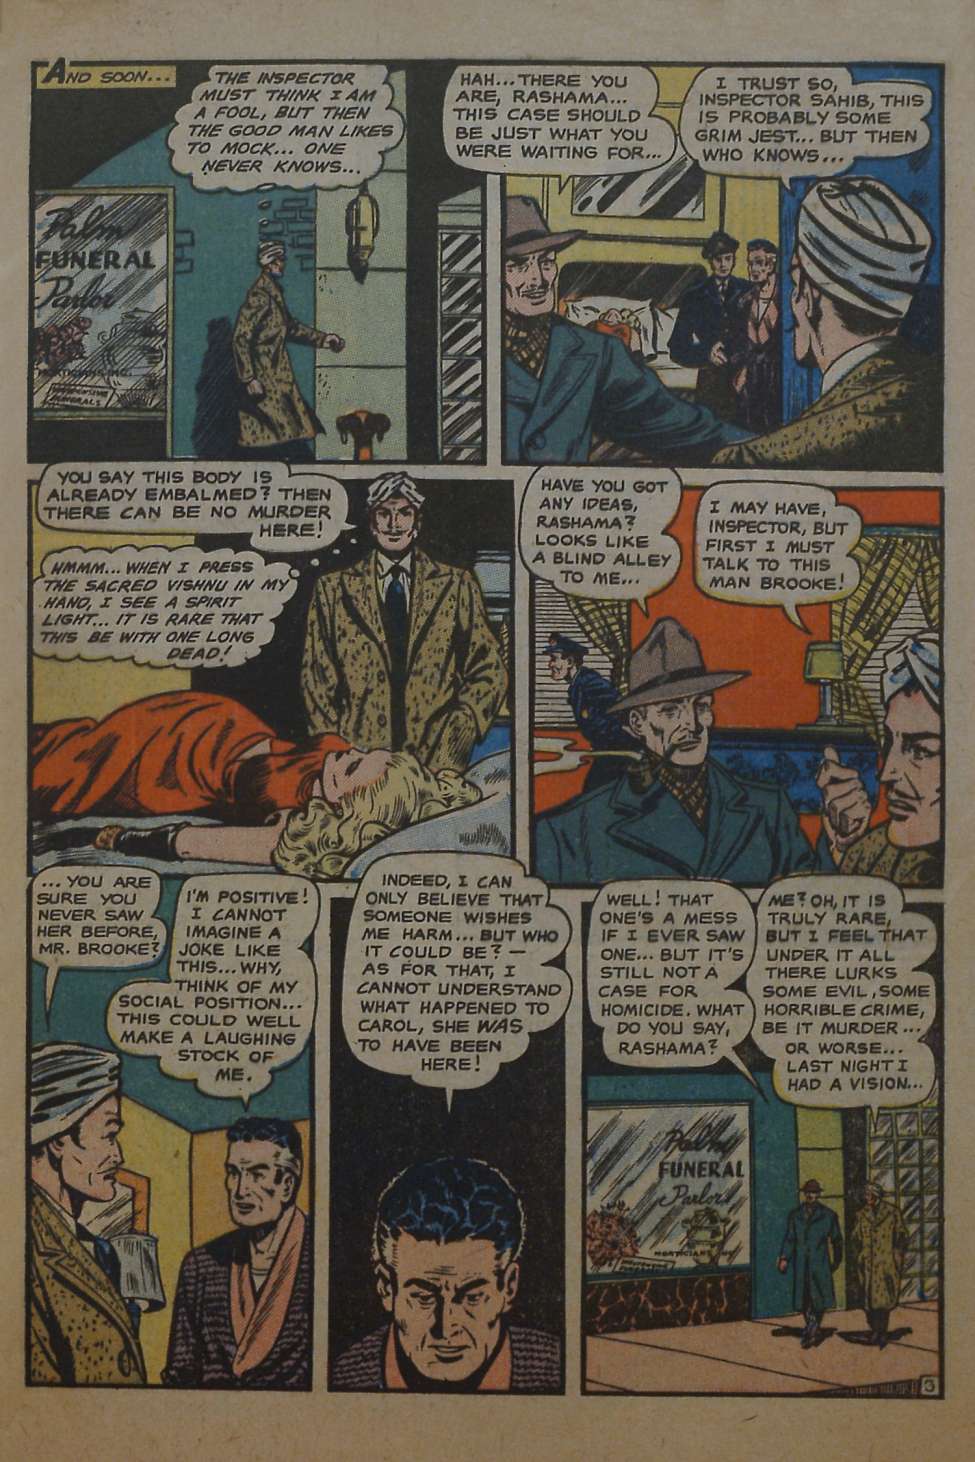 AND SOON...
THE INSPECTOR
MUST THINK I AM
A FOOL, BUT THEN
THE GOOD MAN LIKES
TO MOCK... ONE
NEVER KNOWS...
Palm
FUNERAL
Parlor
MORTICIANS INC.
INEXPENSIVE
FUNERALS
HAH... THERE YOU
ARE, RASHAMA...
THIS CASE SHOULD
BE JUST WHAT YOU
WERE WAITING FOR...
I TRUST SO,
INSPECTOR SAHIB, THIS
IS PROBABLY SOME
GRIM JEST... BUT THEN
WHO KNOWS...
YOU SAY THIS BODY IS
ALREADY EMBALMED? THEN
THERE CAN BE NO MURDER
HERE!
HMMM... WHEN I PRESS
THE SACRED VISHNU IN MY
HAND, I SEE A SPIRIT
LIGHT... IT IS RARE THAT
THIS BE WITH ONE LONG
DEAD!
HAVE YOU GOT
ANY IDEAS,
RASHAMA?
LOOKS LIKE
A BLIND ALLEY
TO ME...
I MAY HAVE,
INSPECTOR, BUT
FIRST I MUST
TALK TO THIS
MAN BROOKE!
...YOU ARE
SURE YOU
NEVER SAW
HER BEFORE,
MR. BROOKE?
I'M POSITIVE!
I CANNOT
IMAGINE A
JOKE LIKE
THIS... WHY,
THINK OF MY
SOCIAL POSITION...
THIS COULD WELL
MAKE A LAUGHING
STOCK OF
ME.
INDEED, I CAN
ONLY BELIEVE THAT
SOMEONE WISHES
ME HARM... BUT WHO
IT COULD BE? —
AS FOR THAT, I
CANNOT UNDERSTAND
WHAT HAPPENED TO
CAROL, SHE WAS
TO HAVE BEEN
HERE!
WELL! THAT
ONE'S A MESS
IF I EVER SAW
ONE... BUT IT'S
STILL NOT A
CASE FOR
HOMICIDE. WHAT
DO YOU SAY,
RASHAMA?
ME? OH, IT IS
TRULY RARE,
BUT I FEEL THAT
UNDER IT ALL
THERE LURKS
SOME EVIL, SOME
HORRIBLE CRIME,
BE IT MURDER...
OR WORSE...
LAST NIGHT I
HAD A VISION...
Palm
FUNERAL
Parlor
MORTICIANS INC
3